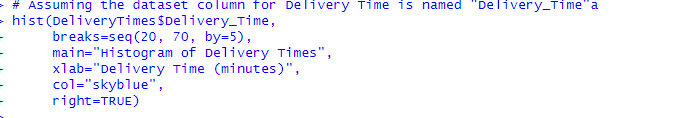 > # Assuming the dataset column for Delivery Time is named "Delivery_Time"a
> hist(DeliveryTimes$Delivery_Time,
+      breaks=seq(20, 70, by=5),
+      main="Histogram of Delivery Times",
+      xlab="Delivery Time (minutes)",
+      col="skyblue",
+      right=TRUE)
>